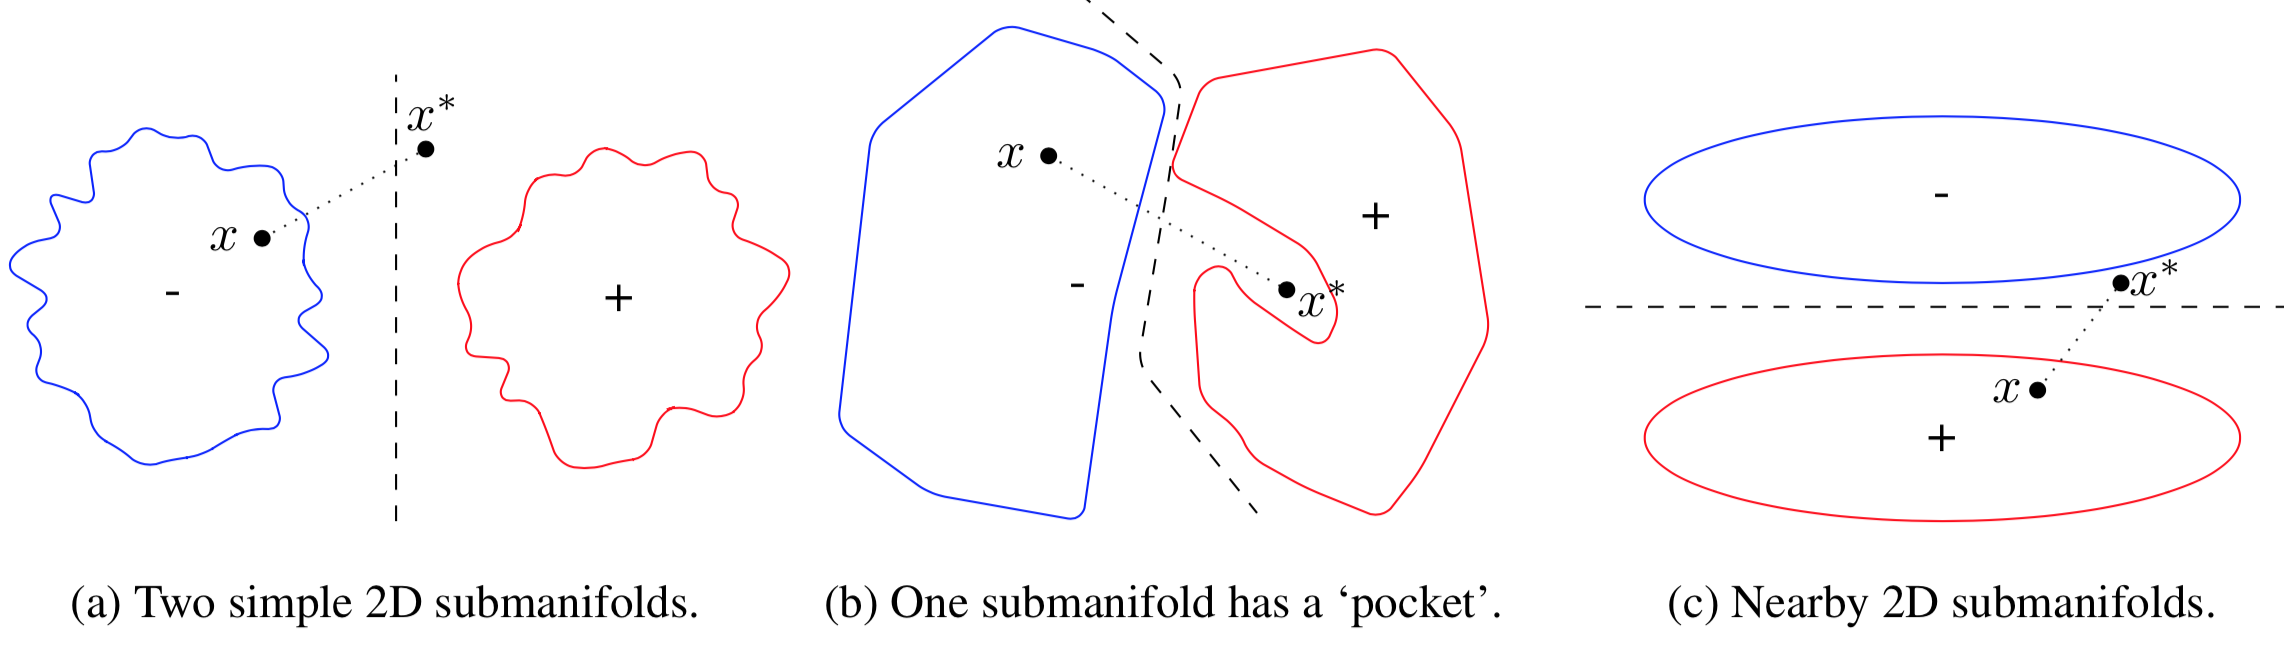 x*
x
-
+
x
-
+
x*
-
x*
x
+
(a) Two simple 2D submanifolds.
(b) One submanifold has a ‘pocket’.
(c) Nearby 2D submanifolds.